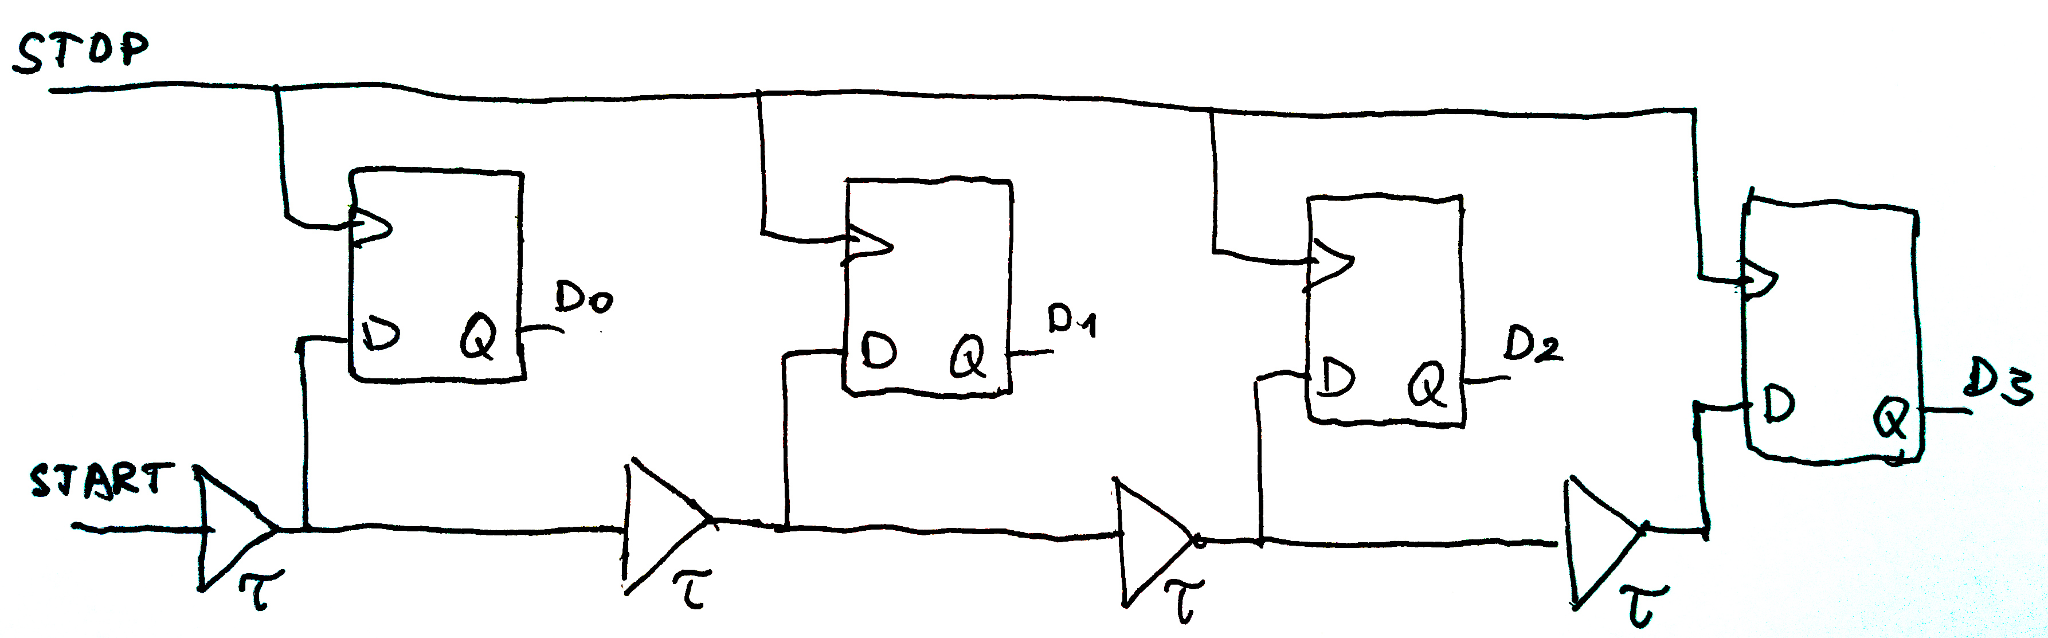 STOP
D Q D0
D Q D1
D Q D2
D Q D3
START
τ τ τ τ